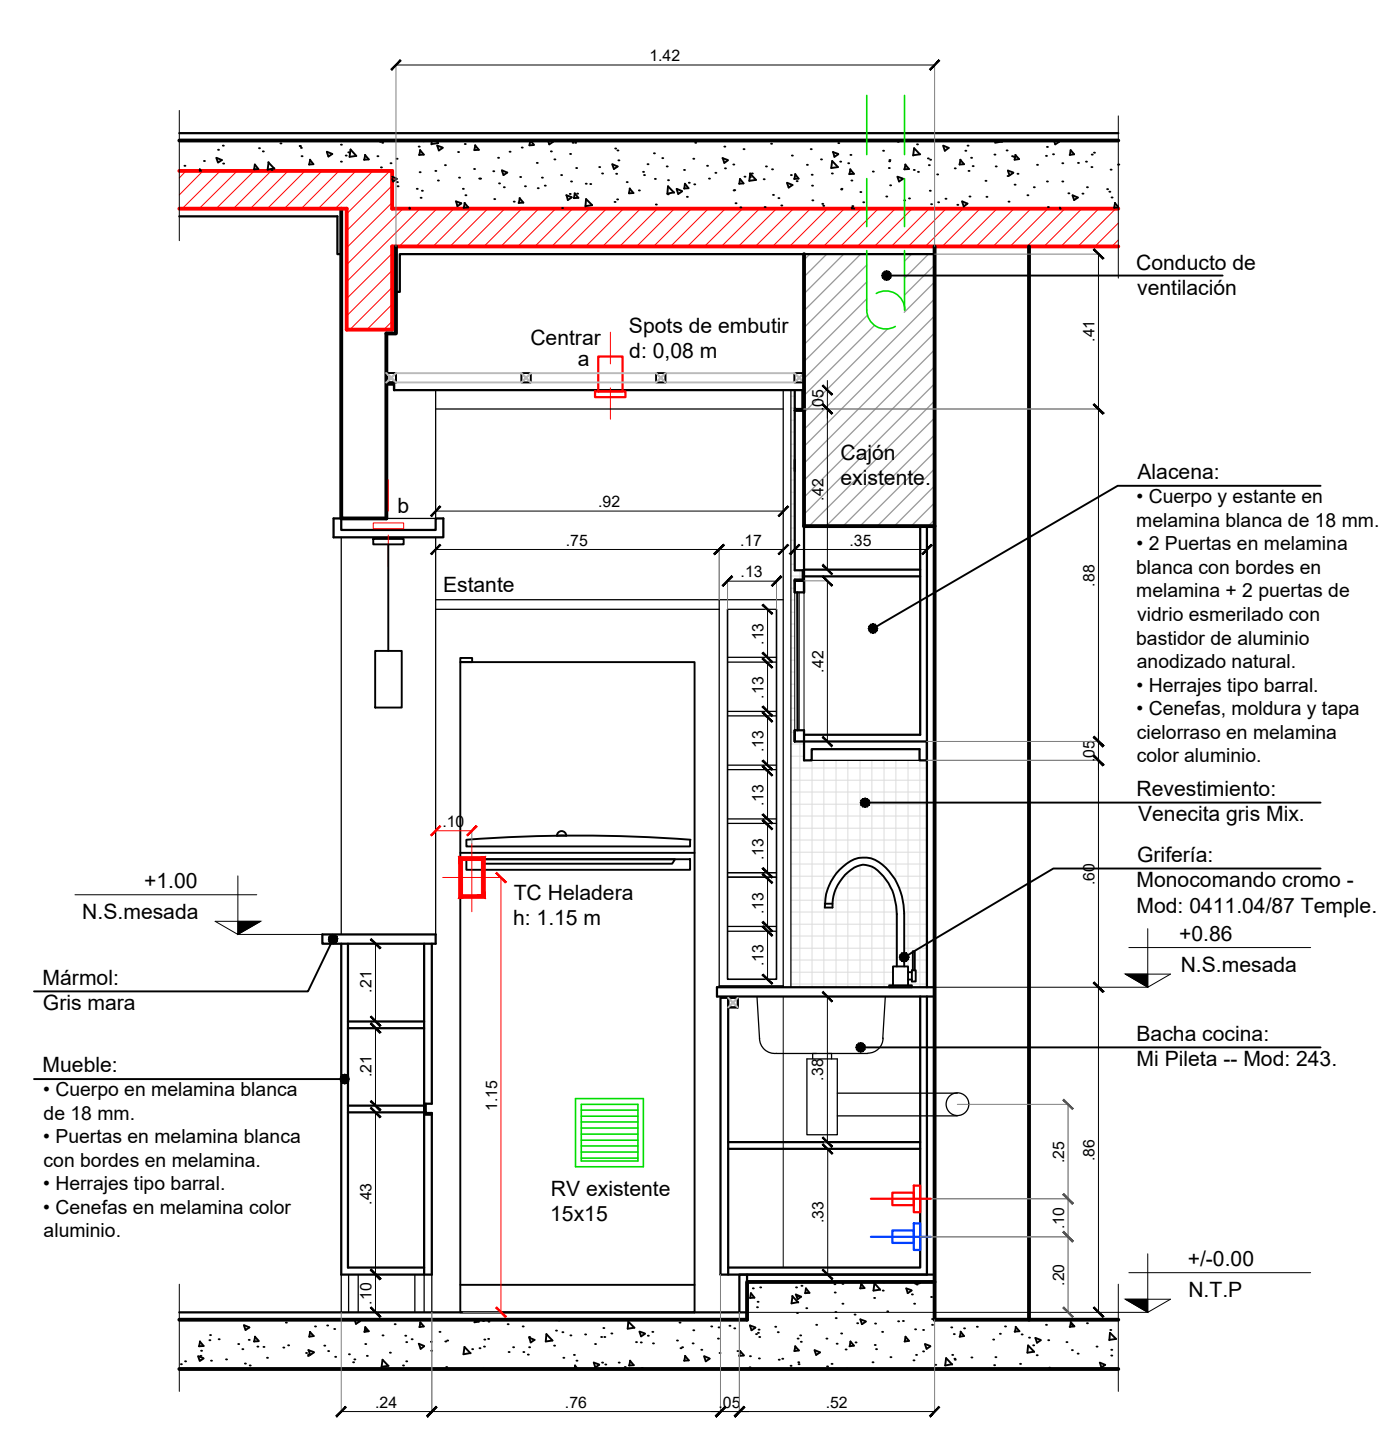 1.42
Conducto de
ventilación
.41
Centrar
a
Spots de embutir
d: 0,08 m
.05
Cajón
existente.
.42
Alacena:
• Cuerpo y estante en
melamina blanca de 18 mm.
• 2 Puertas en melamina
blanca con bordes en
melamina + 2 puertas de
vidrio esmerilado con
bastidor de aluminio
anodizado natural.
• Herrajes tipo barral.
• Cenefas, moldura y tapa
cielorraso en melamina
color aluminio.
b
.92
.75
.17
.35
.13
.88
Estante
.13
.13
.13
.13
.13
.13
.13
.42
.05
Revestimiento:
Venecita gris Mix.
.10
Grifería:
Monocomando cromo -
Mod: 0411.04/87 Temple.
.60
+1.00
N.S.mesada
TC Heladera
h: 1.15 m
+0.86
N.S.mesada
Mármol:
Gris mara
.21
.21
.43
.10
Bacha cocina:
Mi Pileta -- Mod: 243.
Mueble:
• Cuerpo en melamina blanca
de 18 mm.
• Puertas en melamina blanca
con bordes en melamina.
• Herrajes tipo barral.
• Cenefas en melamina color
aluminio.
1.15
.38
.33
RV existente
15x15
.25
.10
.20
.86
+/-0.00
N.T.P
.24
.76
.05
.52